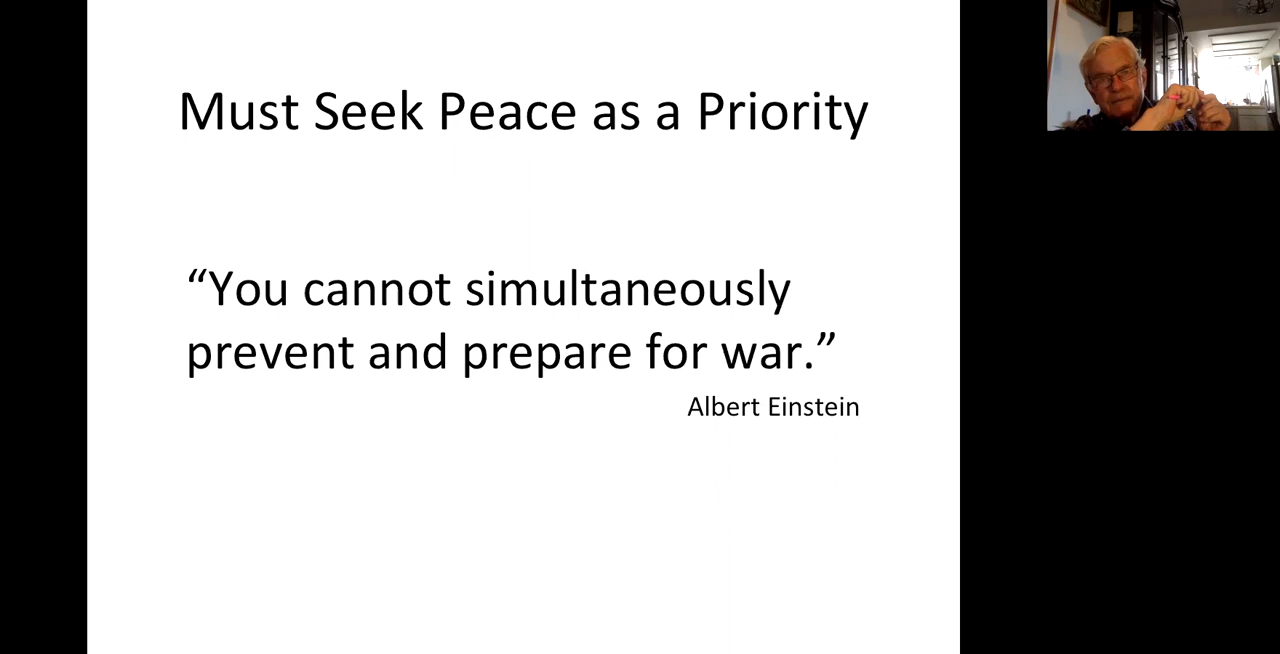 Must Seek Peace as a Priority
“You cannot simultaneously
prevent and prepare for war.”
Albert Einstein